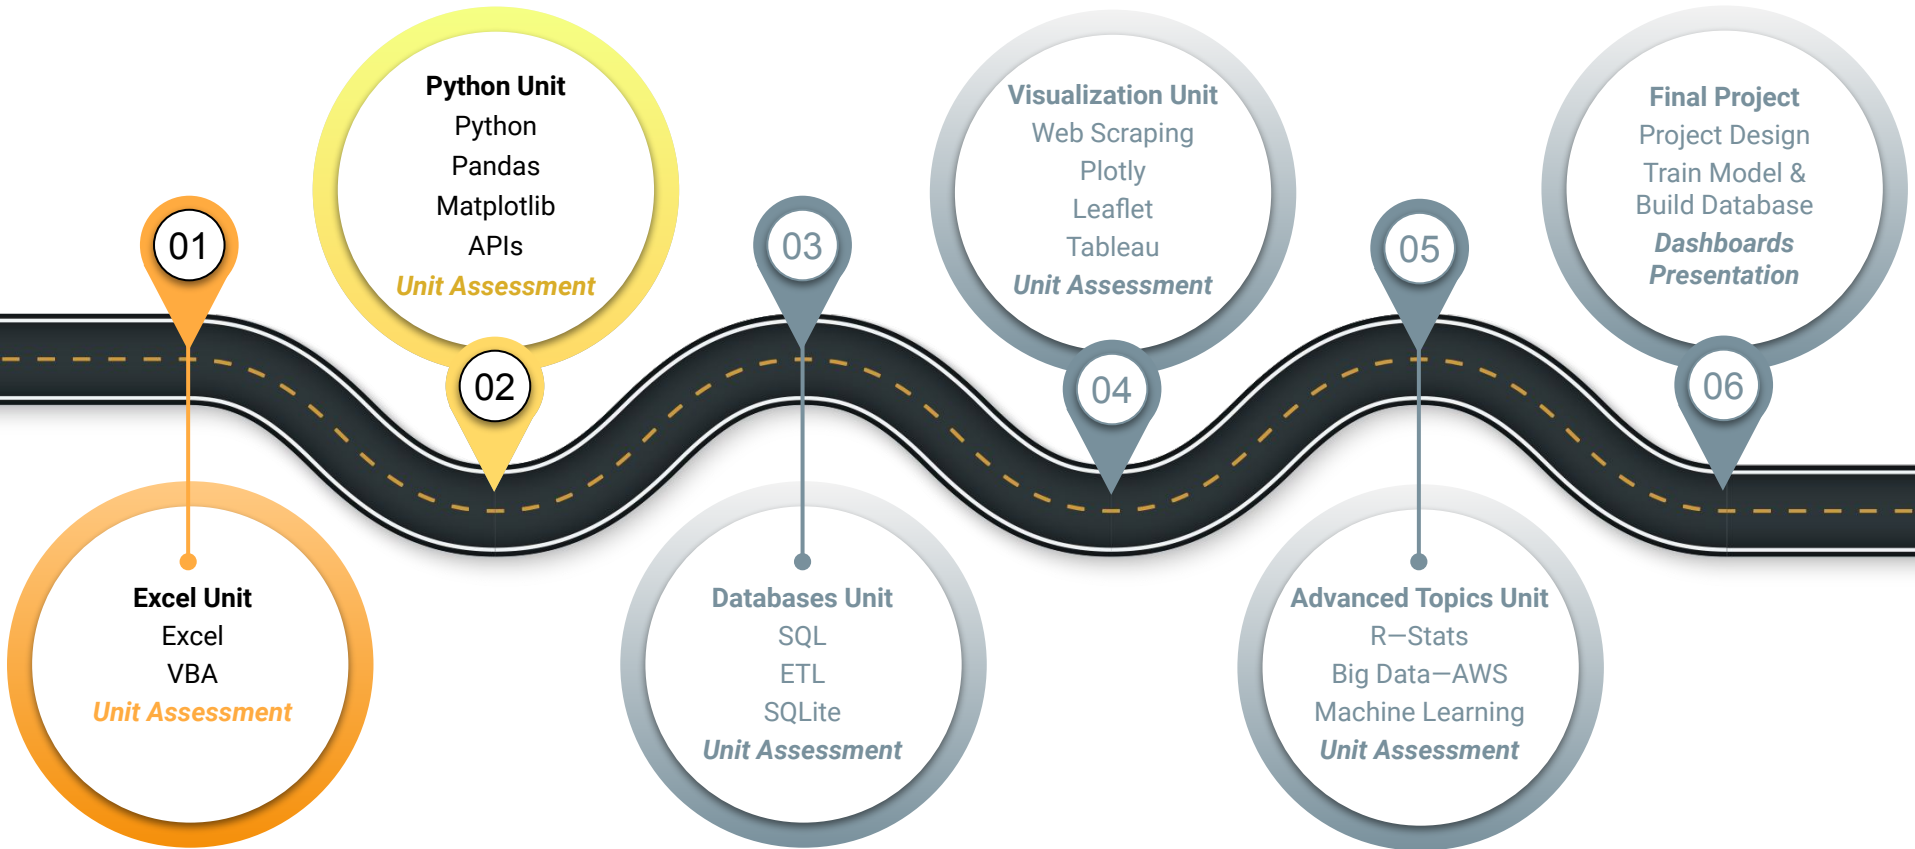 01
Excel Unit
Excel
VBA
Unit Assessment
Python Unit
Python
Pandas
Matplotlib
APIs
Unit Assessment
02
03
Databases Unit
SQL
ETL
SQLite
Unit Assessment
Visualization Unit
Web Scraping
Plotly
Leaflet
Tableau
Unit Assessment
04
05
Advanced Topics Unit
R—Stats
Big Data—AWS
Machine Learning
Unit Assessment
Final Project
Project Design
Train Model &
Build Database
Dashboards
Presentation
06